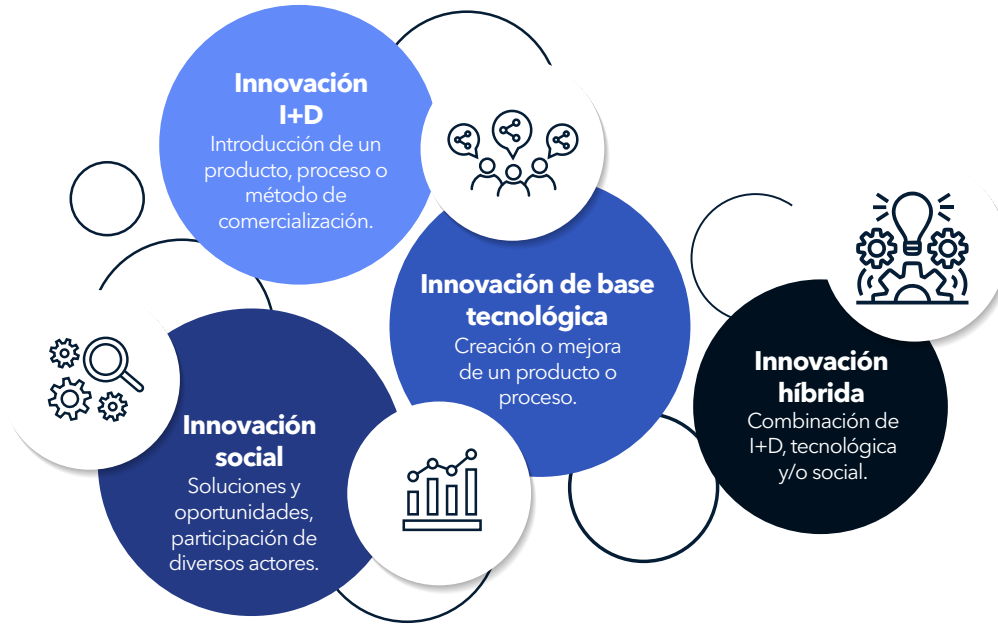 Innovación
I+D
Introducción de un
producto, proceso o
método de
comercialización.
Innovación de base
tecnológica
Creación o mejora
de un producto o
proceso.
Innovación
híbrida
Combinación de
I+D, tecnológica
y/o social.
Innovación
social
Soluciones y
oportunidades,
participación de
diversos actores.